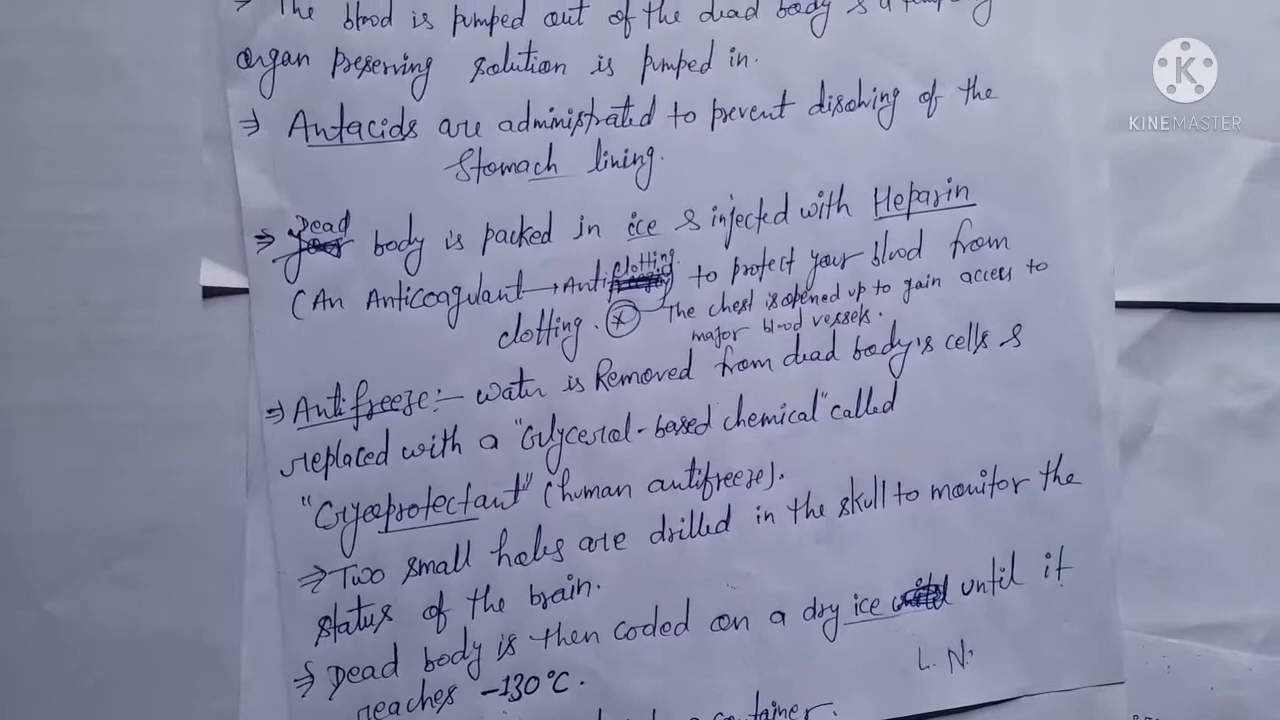 ⇒ The blood is pumped out of the dead body & a
organ preserving solution is pumped in.
⇒ Antacids are administrated to prevent disolving of the
Stomach lining.
⇒ Dead body is packed in ice & injected with Heparin
(An Anticoagulant → Anti clotting to protect your blood from
clotting. (*) The chest is opened up to gain access to
major blood vessels.
⇒ Antifreeze:- Water is Removed from dead body's cells &
replaced with a "Glycerol-based chemical" called
"Cryoprotectant" (human antifreeze).
⇒ Two small holes are drilled in the skull to monitor the
status of the brain.
⇒ Dead body is then cooled on a dry ice until it
reaches -130°C.
L. N.
container.
KINEMASTER